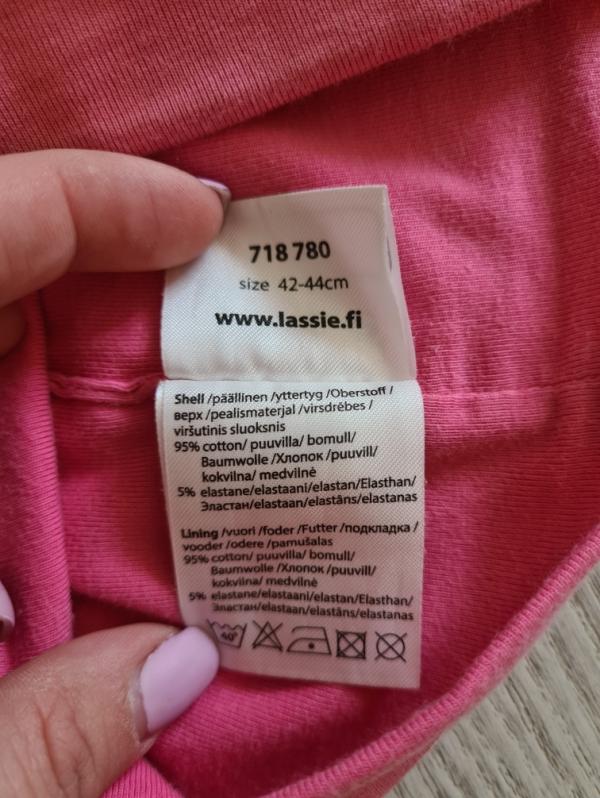 718 780
size 42-44cm
www.lassie.fi
Shell /päällinen /yttertyg /Oberstoff /
верх /pealismaterjal /virsdrēbes /
viršutinis sluoksnis
95% cotton/ puuvilla/ bomull/
Baumwolle /Хлопок /puuvill/
kokvilna/ medvilnė
5% elastane/elastaani/elastan/Elasthan/
Эластан/elastaan/elastāns/elastanas
Lining /vuori /foder /Futter /подкладка /
vooder /odere /pamušalas
95% cotton/ puuvilla/ bomull/
Baumwolle /Хлопок /puuvill/
kokvilna/ medvilnė
5% elastane/elastaani/elastan/Elasthan/
Эластан/elastaan/elastāns/elastanas
40°